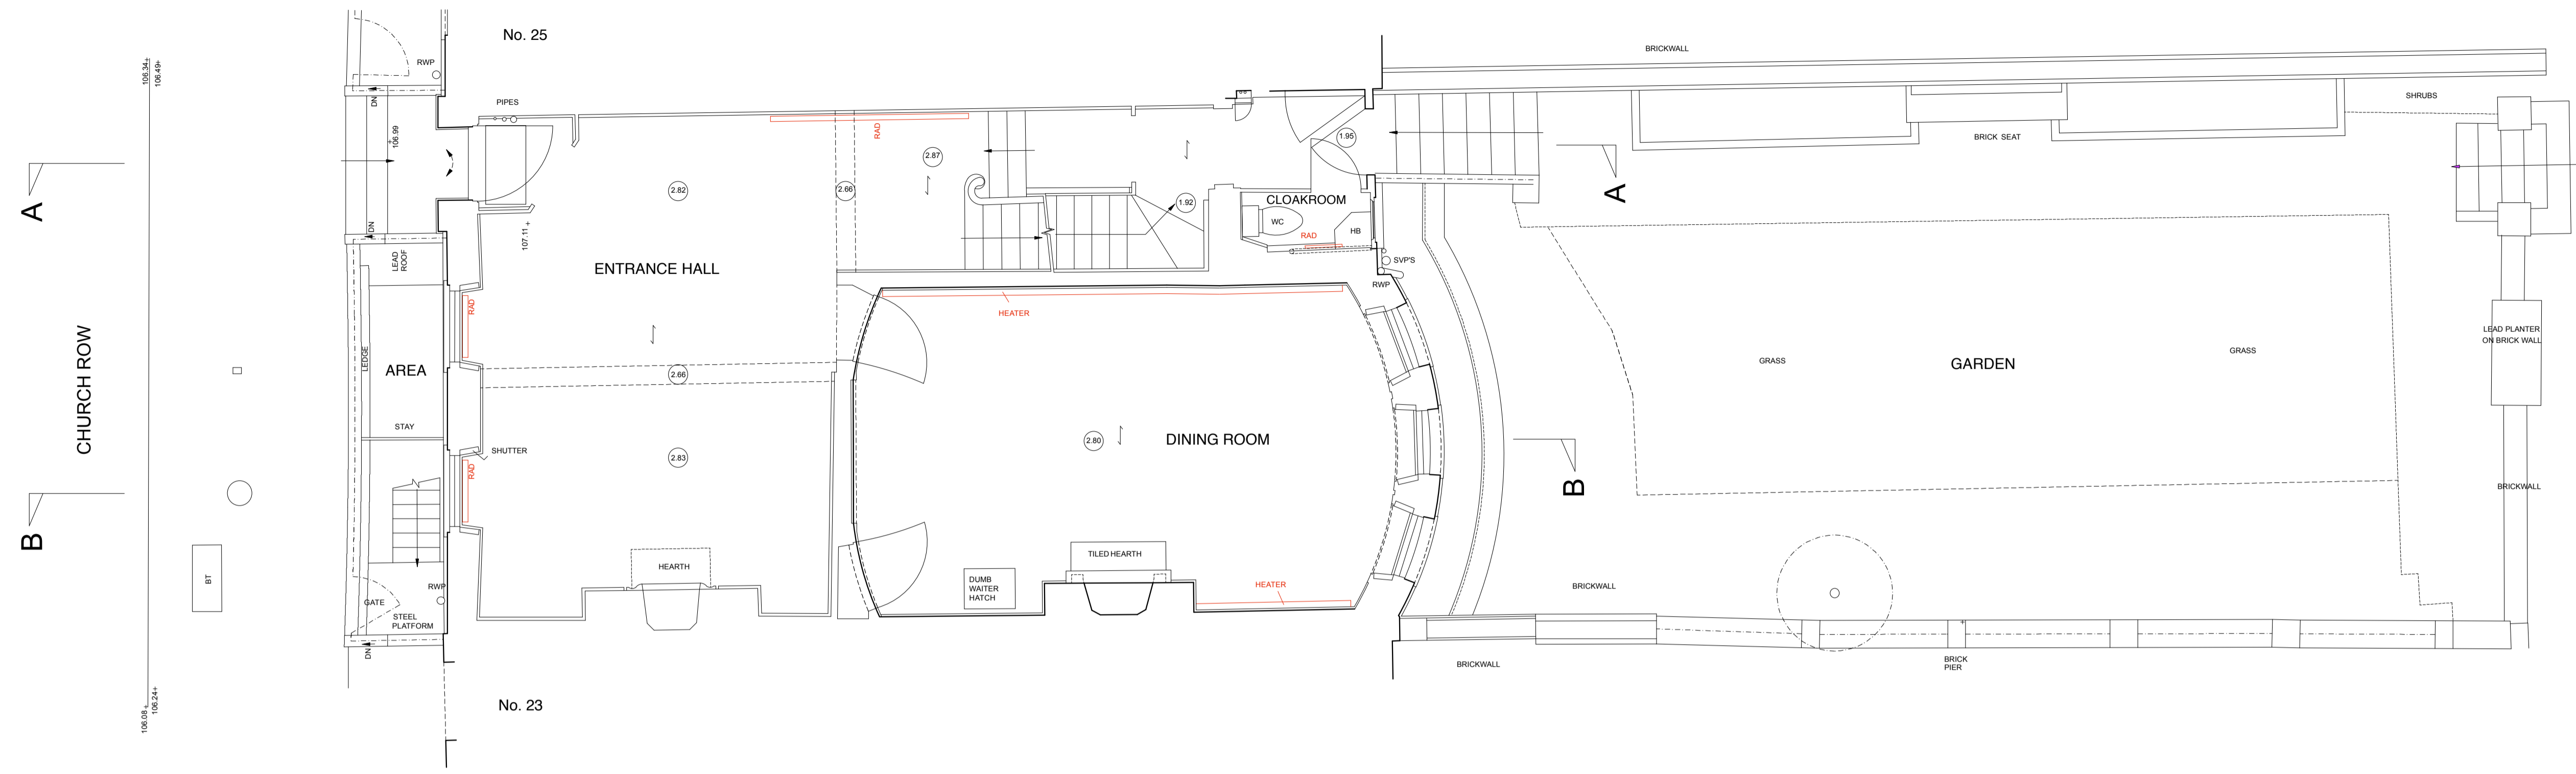 No. 25
BRICKWALL
RWP
106.34+
106.49+
DN
PIPES
SHRUBS
+106.99
RAD
1.95
BRICK SEAT
2.87
2.82
2.66
A
A
CLOAKROOM
1.92
WC
HB
RAD
107.11 +
DN
LEAD
ROOF
ENTRANCE HALL
SVP'S
RWP
RAD
HEATER
CHURCH ROW
LEDGE
AREA
2.66
LEAD PLANTER
ON BRICK WALL
GRASS
GARDEN
GRASS
STAY
SHUTTER
2.83
2.80
DINING ROOM
RAD
B
B
BRICKWALL
BT
HEARTH
TILED HEARTH
DUMB
WAITER
HATCH
HEATER
BRICKWALL
RWP
GATE
STEEL
PLATFORM
DN
BRICKWALL
BRICK
PIER
106.08 +
106.24+
No. 23